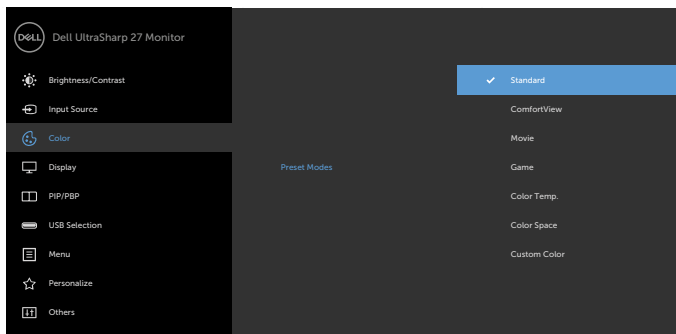 DELL Dell UltraSharp 27 Monitor
Brightness/Contrast
Input Source
Color
Display
PIP/PBP
USB Selection
Menu
Personalize
Others
Preset Modes
Standard
ComfortView
Movie
Game
Color Temp.
Color Space
Custom Color